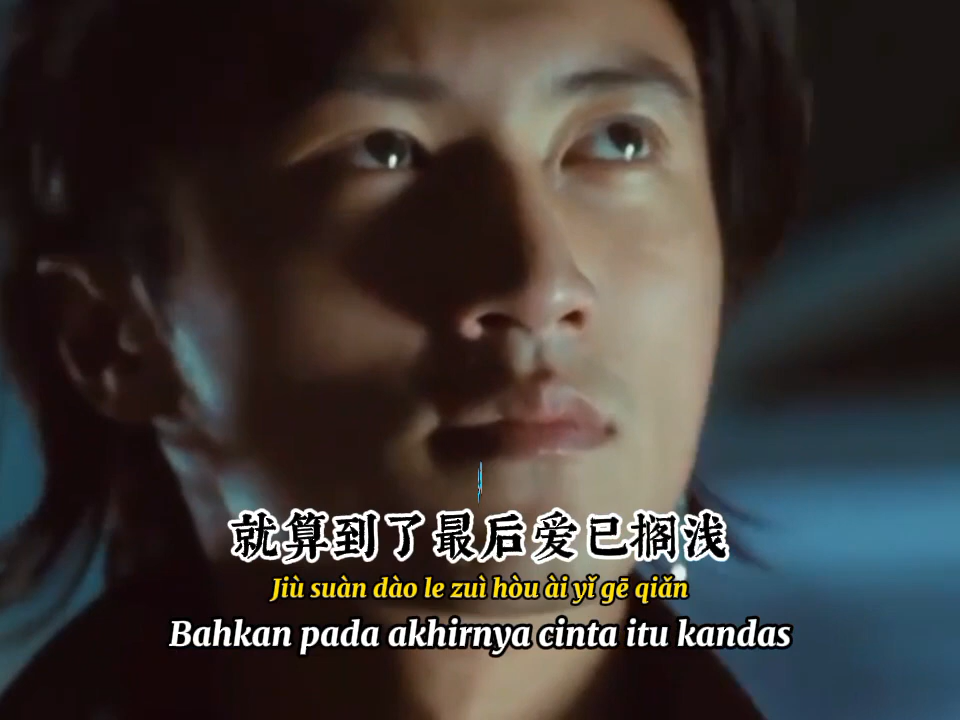 就算到了最后爱已搁浅
Jiù suàn dào le zuì hòu ài yǐ gē qiǎn
Bahkan pada akhirnya cinta itu kandas